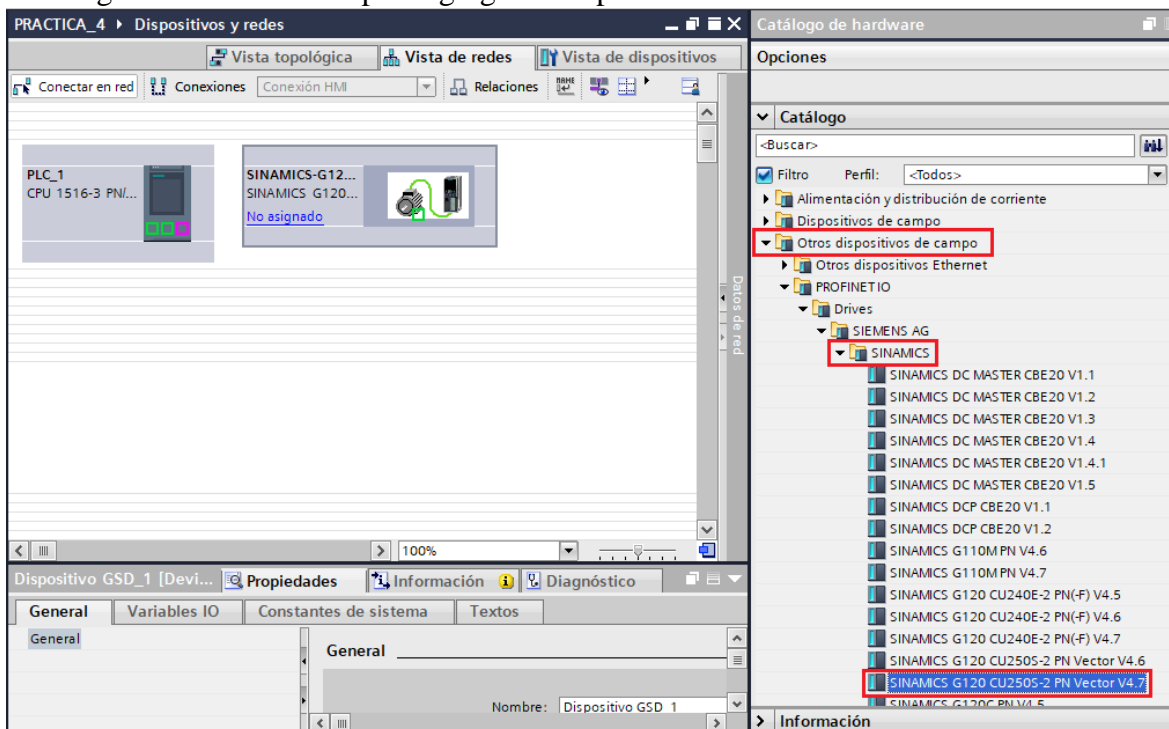 PRACTICA_4 ▸ Dispositivos y redes
Vista topológica Vista de redes Vista de dispositivos
Conectar en red Conexiones Conexión HMI Relaciones
PLC_1
CPU 1516-3 PN/...
SINAMICS-G12...
SINAMICS G120...
No asignado
Datos de red
100%
Dispositivo GSD_1 [Devi... Propiedades Información Diagnóstico
General Variables IO Constantes de sistema Textos
General
General
Nombre: Dispositivo GSD_1
Catálogo de hardware
Opciones
Catálogo
<Buscar>
Filtro Perfil: <Todos>
Alimentación y distribución de corriente
Dispositivos de campo
Otros dispositivos de campo
Otros dispositivos Ethernet
PROFINET IO
Drives
SIEMENS AG
SINAMICS
SINAMICS DC MASTER CBE20 V1.1
SINAMICS DC MASTER CBE20 V1.2
SINAMICS DC MASTER CBE20 V1.3
SINAMICS DC MASTER CBE20 V1.4
SINAMICS DC MASTER CBE20 V1.4.1
SINAMICS DC MASTER CBE20 V1.5
SINAMICS DCP CBE20 V1.1
SINAMICS DCP CBE20 V1.2
SINAMICS G110M PN V4.6
SINAMICS G110M PN V4.7
SINAMICS G120 CU240E-2 PN(-F) V4.5
SINAMICS G120 CU240E-2 PN(-F) V4.6
SINAMICS G120 CU240E-2 PN(-F) V4.7
SINAMICS G120 CU250S-2 PN Vector V4.6
SINAMICS G120 CU250S-2 PN Vector V4.7
SINAMICS G120C PN V4.5
Información